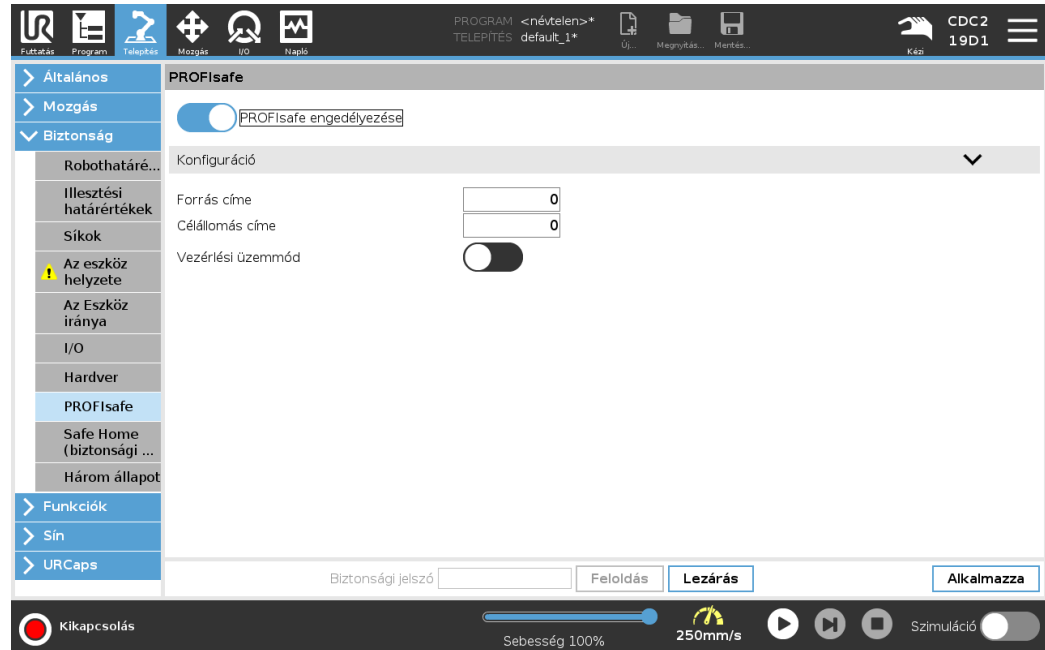 UR
Futtatás
Program
Telepítés
Mozgás
I/O
Napló
PROGRAM <névtelen>*
TELEPÍTÉS default_1*
Új...
Megnyitás...
Mentés...
Kézi
CDC2
19D1
Általános
Mozgás
Biztonság
Robothatáré...
Illesztési
határértékek
Síkok
Az eszköz
helyzete
Az Eszköz
iránya
I/O
Hardver
PROFIsafe
Safe Home
(biztonsági ...
Három állapot
Funkciók
Sín
URCaps
PROFIsafe
PROFIsafe engedélyezése
Konfiguráció
Forrás címe 0
Célállomás címe 0
Vezérlési üzemmód
Biztonsági jelszó
Feloldás
Lezárás
Alkalmazza
Kikapcsolás
Sebesség 100%
250mm/s
Szimuláció